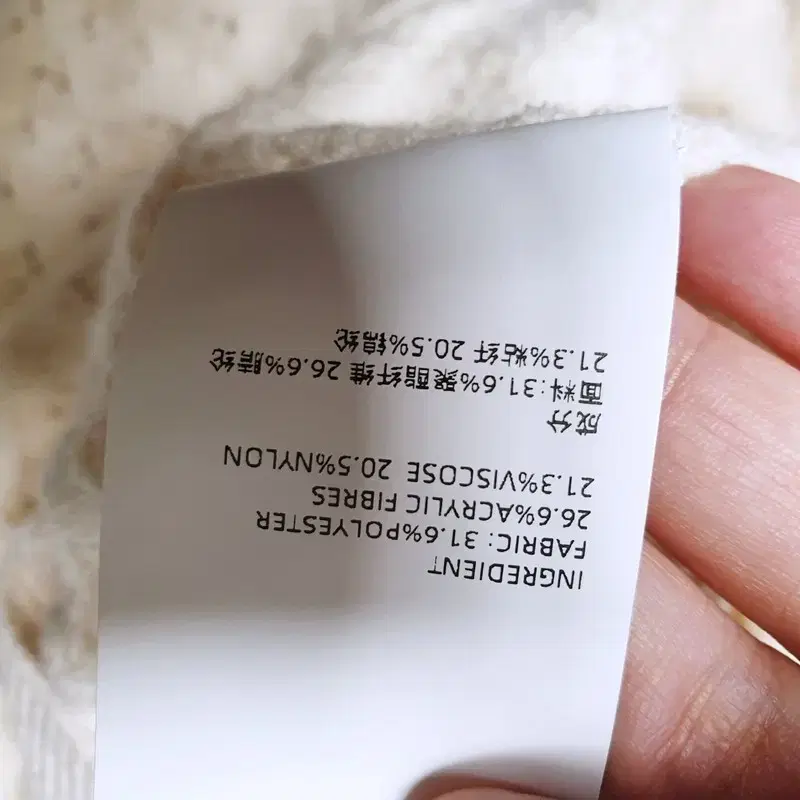 INGREDIENT
FABRIC: 31.6%POLYESTER
26.6%ACRYLIC FIBRES
21.3%VISCOSE 20.5%NYLON
成分
面料:31.6%聚酯纤维 26.6%腈纶
21.3%粘纤 20.5%锦纶